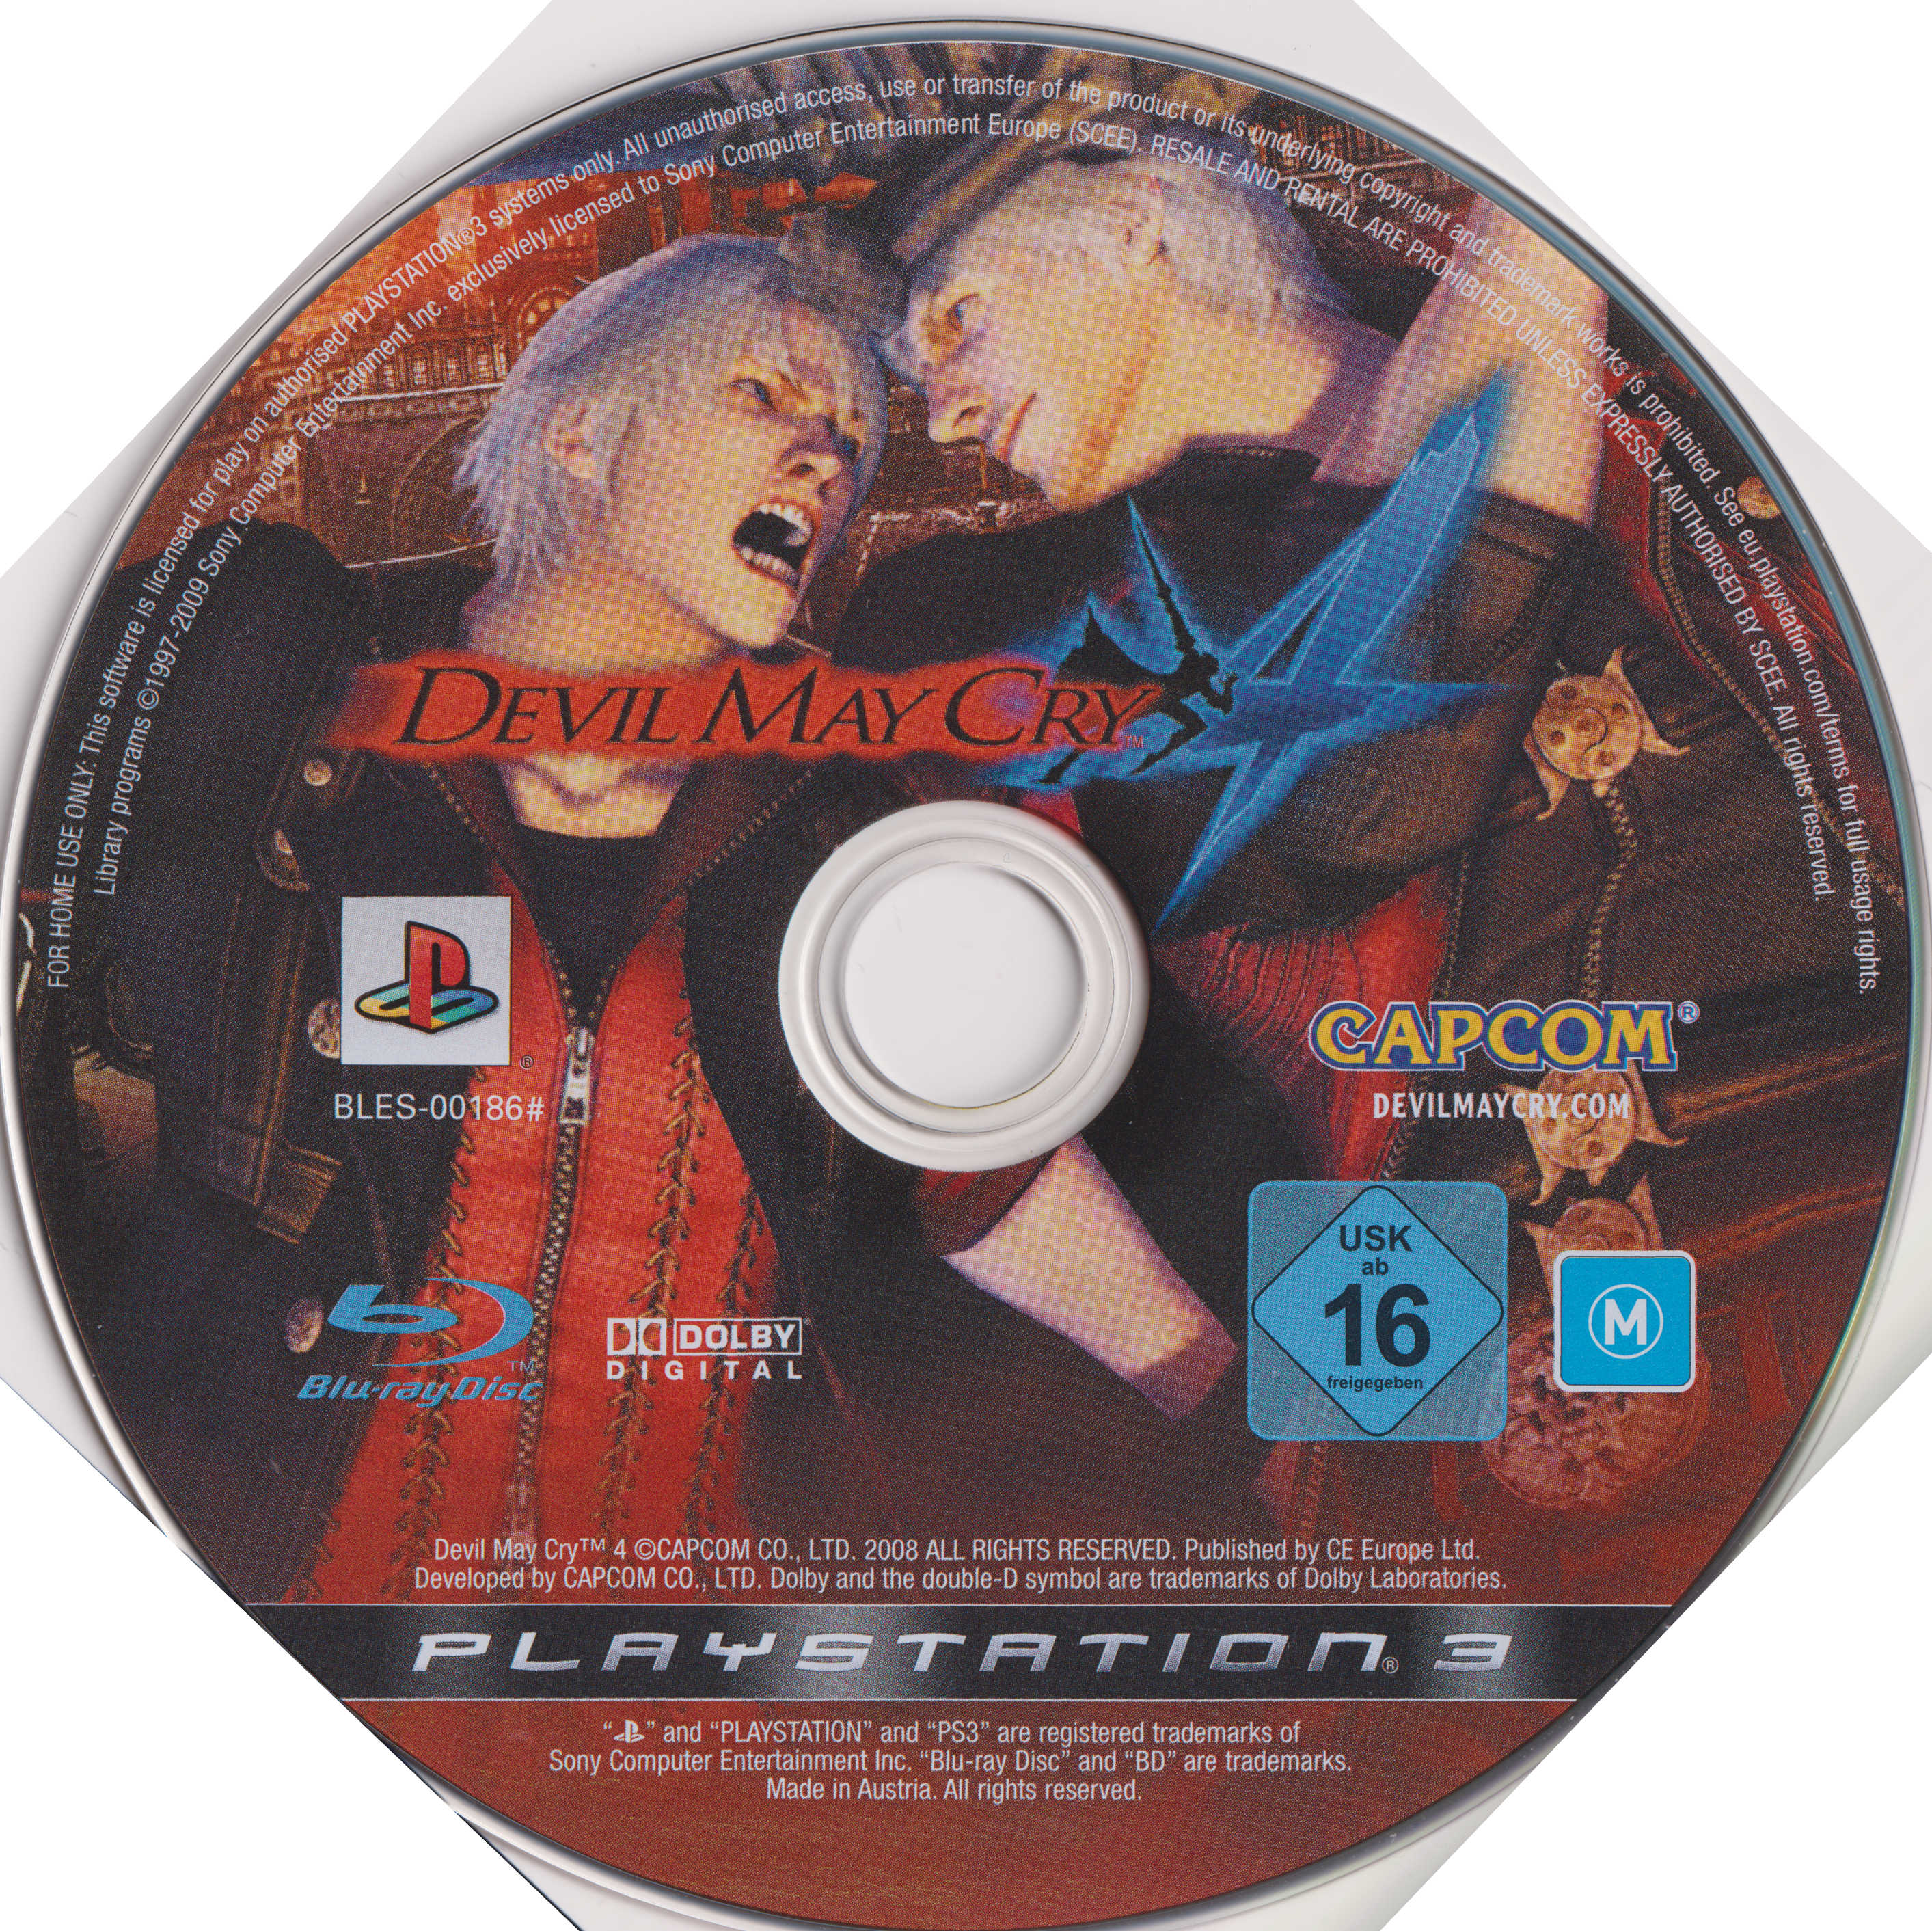 FOR HOME USE ONLY: This software is licensed for play on authorised PLAYSTATION®3 systems only. All unauthorised access, use or transfer of the product or its underlying copyright and trademark works is prohibited. See eu.playstation.com/terms for full usage rights.
Library programs ©1997-2009 Sony Computer Entertainment Inc. exclusively licensed to Sony Computer Entertainment Europe (SCEE). RESALE AND RENTAL ARE PROHIBITED UNLESS EXPRESSLY AUTHORISED BY SCEE. All rights reserved.
DEVIL MAY CRY™ 4
®
BLES-00186#
CAPCOM®
DEVILMAYCRY.COM
Blu-ray Disc™
DOLBY
DIGITAL
USK
ab
16
freigegeben
M
Devil May Cry™ 4 ©CAPCOM CO., LTD. 2008 ALL RIGHTS RESERVED. Published by CE Europe Ltd.
Developed by CAPCOM CO., LTD. Dolby and the double-D symbol are trademarks of Dolby Laboratories.
PLAYSTATION® 3
“ ” and “PLAYSTATION” and “PS3” are registered trademarks of
Sony Computer Entertainment Inc. “Blu-ray Disc” and “BD” are trademarks.
Made in Austria. All rights reserved.